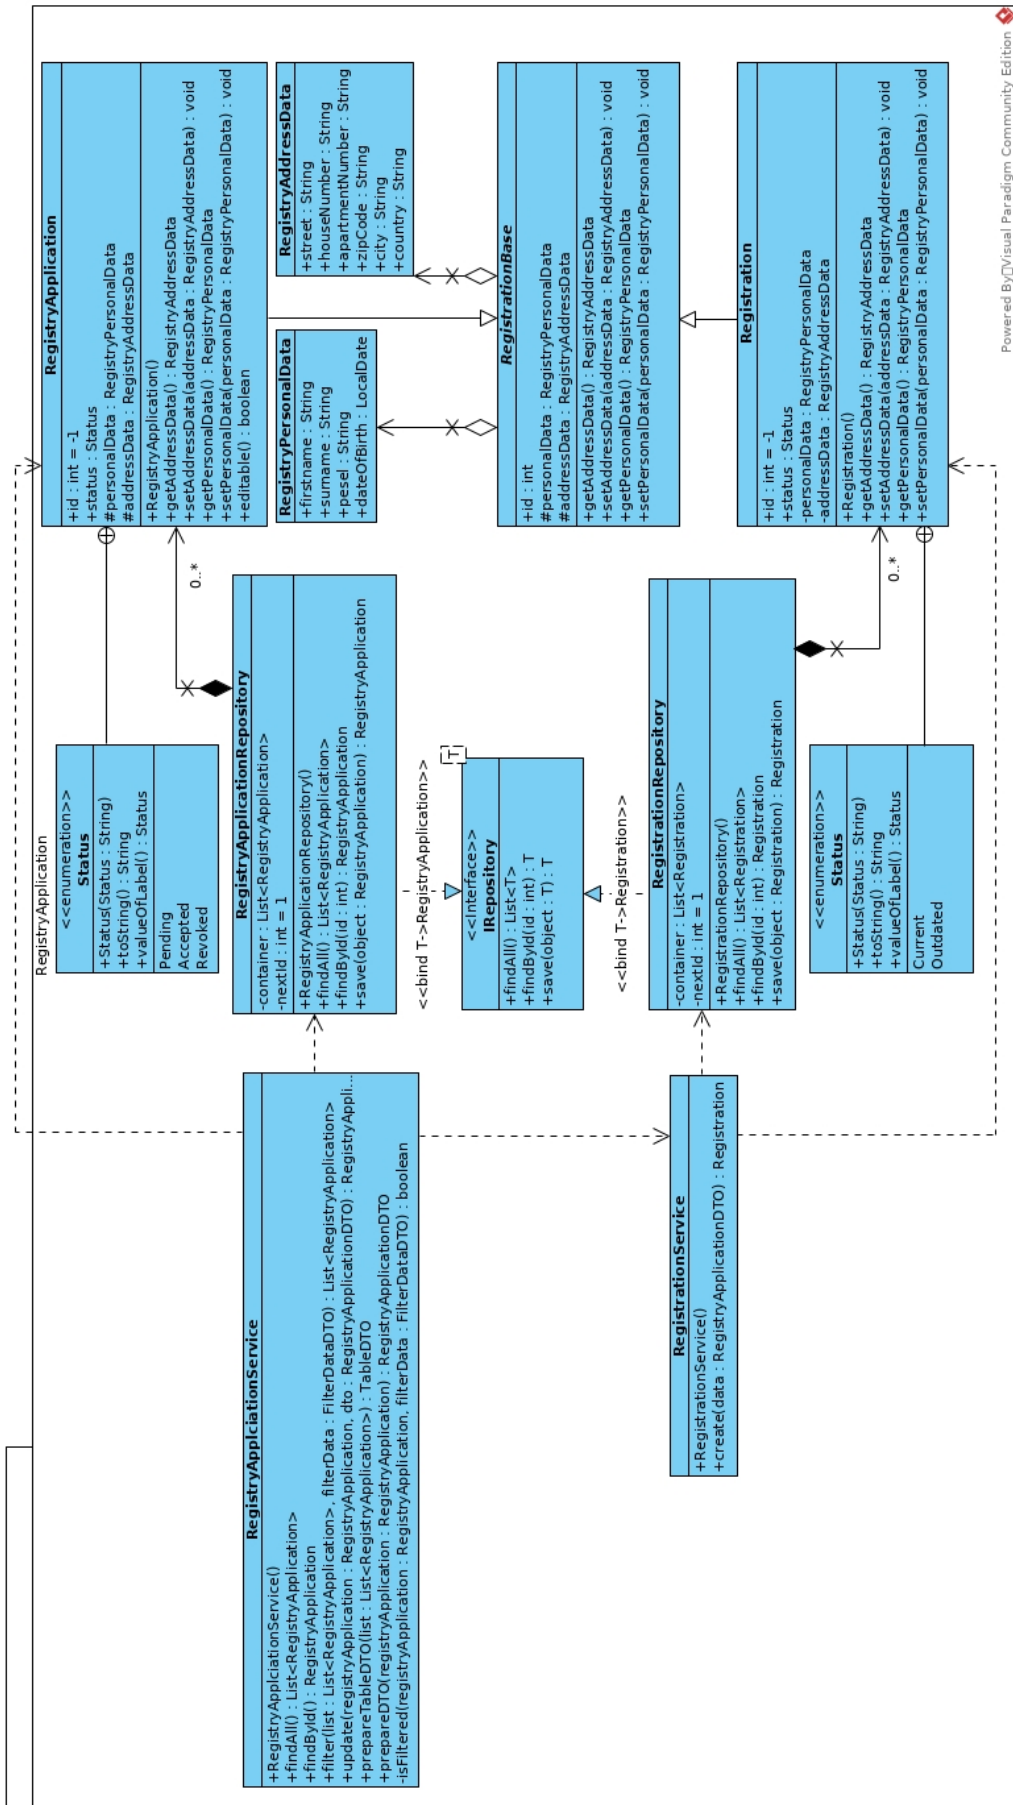 RegistryApplication
RegistryApplciationService
+RegistryApplciationService()
+findAll() : List<RegistryApplication>
+findById() : RegistryApplication
+filter(list : List<RegistryApplication>, filterData : FilterDataDTO) : List<RegistryApplication>
+update(registryApplication : RegistryApplication, dto : RegistryApplicationDTO) : RegistryAppli...
+prepareTableDTO(list : List<RegistryApplication>) : TableDTO
+prepareDTO(registryApplication : RegistryApplication) : RegistryApplicationDTO
-isFiltered(registryApplication : RegistryApplication, filterData : FilterDataDTO) : boolean
RegistrationService
+RegistrationService()
+create(data : RegistryApplicationDTO) : Registration
<<enumeration>>
Status
+Status(Status : String)
+toString() : String
+valueOfLabel() : Status
Pending
Accepted
Revoked
RegistryApplicationRepository
-container : List<RegistryApplication>
-nextId : int = 1
+RegistryApplicationRepository()
+findAll() : List<RegistryApplication>
+findById(id : int) : RegistryApplication
+save(object : RegistryApplication) : RegistryApplication
<<bind T->RegistryApplication>>
T
<<Interface>>
IRepository
+findAll() : List<T>
+findById(id : int) : T
+save(object : T) : T
<<bind T->Registration>>
RegistrationRepository
-container : List<Registration>
-nextId : int = 1
+RegistrationRepository()
+findAll() : List<Registration>
+findById(id : int) : Registration
+save(object : Registration) : Registration
<<enumeration>>
Status
+Status(Status : String)
+toString() : String
+valueOfLabel() : Status
Current
Outdated
0..*
0..*
RegistryApplication
+id : int = -1
+status : Status
#personalData : RegistryPersonalData
#addressData : RegistryAddressData
+RegistryApplication()
+getAddressData() : RegistryAddressData
+setAddressData(addressData : RegistryAddressData) : void
+getPersonalData() : RegistryPersonalData
+setPersonalData(personalData : RegistryPersonalData) : void
+editable() : boolean
RegistryPersonalData
+firstname : String
+surname : String
+pesel : String
+dateOfBirth : LocalDate
RegistryAddressData
+street : String
+houseNumber : String
+apartmentNumber : String
+zipCode : String
+city : String
+country : String
RegistrationBase
+id : int
#personalData : RegistryPersonalData
#addressData : RegistryAddressData
+getAddressData() : RegistryAddressData
+setAddressData(addressData : RegistryAddressData) : void
+getPersonalData() : RegistryPersonalData
+setPersonalData(personalData : RegistryPersonalData) : void
Registration
+id : int = -1
+status : Status
-personalData : RegistryPersonalData
-addressData : RegistryAddressData
+Registration()
+getAddressData() : RegistryAddressData
+setAddressData(addressData : RegistryAddressData) : void
+getPersonalData() : RegistryPersonalData
+setPersonalData(personalData : RegistryPersonalData) : void
Powered By Visual Paradigm Community Edition